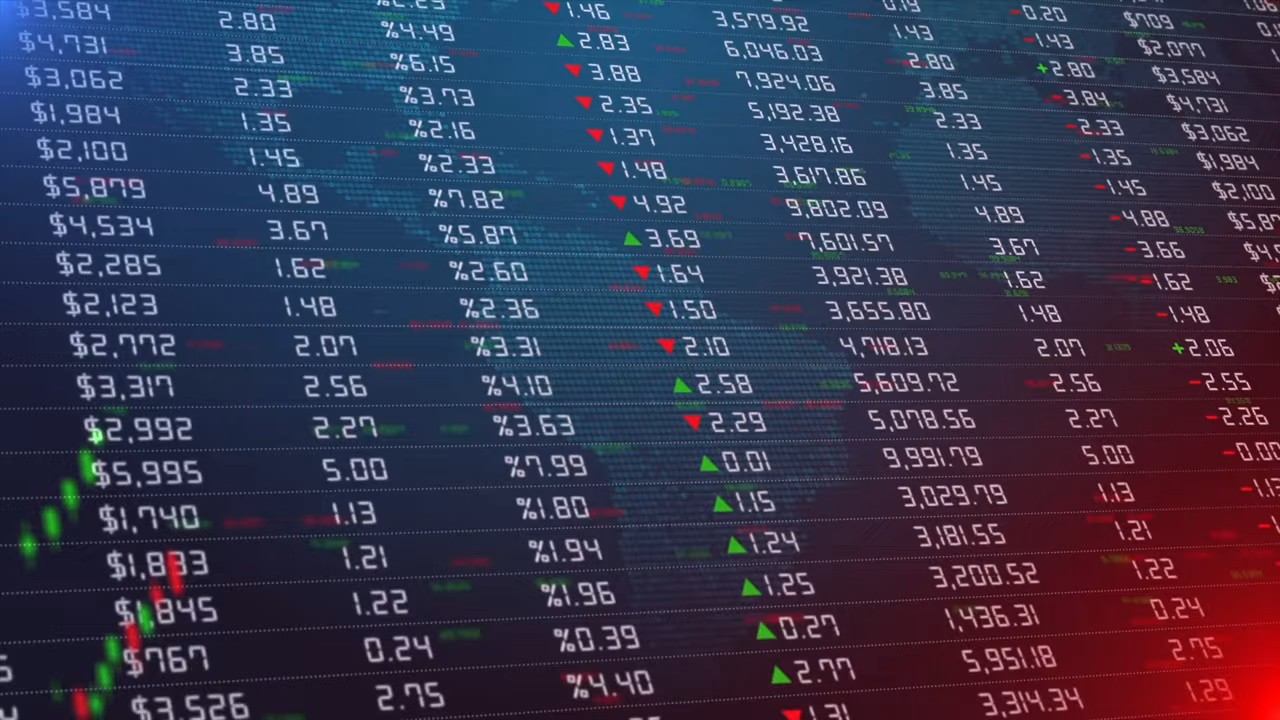 0.19 -0.20 $709
1.46 3,579.92 1.43 -1.43 $2,077
$3,584 2.80 %4.49 ▲2.83 6,046.03 2.80 +2.80 $3,584
$4,731 3.85 %6.15 ▼3.88 7,924.06 3.85 -3.84 $4,731
$3,062 2.33 %3.73 ▼2.35 5,192.38 2.33 -2.33 $3,062
$1,984 1.35 %2.16 ▼1.37 3,428.16 1.35 -1.35 $1,984
$2,100 1.45 %2.33 ▼1.48 3,617.86 1.45 -1.45 $2,100
$5,879 4.89 %7.82 ▼4.92 9,802.09 4.89 -4.88
$4,534 3.67 %5.87 ▲3.69 7,601.57 3.67 -3.66
$2,285 1.62 %2.60 ▼1.64 3,921.38 1.62 -1.62
$2,123 1.48 %2.36 ▼1.50 3,655.80 1.48 -1.48
$2,772 2.07 %3.31 ▼2.10 4,718.13 2.07 +2.06
$3,317 2.56 %4.10 ▲2.58 5,609.72 2.56 -2.55
$2,992 2.27 %3.63 ▼2.29 5,078.56 2.27 -2.26
$5,995 5.00 %7.99 ▲0.01 9,991.79 5.00 -0.00
$1,740 1.13 %1.80 ▲1.15 3,029.79 1.13
$1,833 1.21 %1.94 ▲1.24 3,181.55 1.21
$1,845 1.22 %1.96 ▲1.25 3,200.52 1.22
$767 0.24 %0.39 ▲0.27 1,436.31 0.24
$3,526 2.75 %4.40 ▲2.77 5,951.18 2.75
▼1.31 3,314.34 1.29